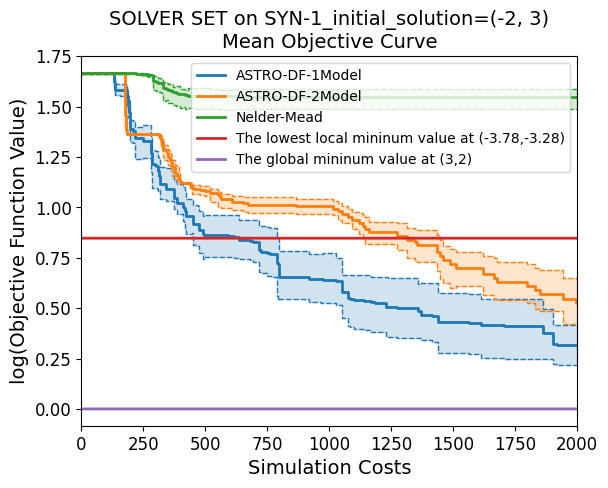 SOLVER SET on SYN-1_initial_solution=(-2, 3)
Mean Objective Curve
log(Objective Function Value)
1.75
1.50
1.25
1.00
0.75
0.50
0.25
0.00
ASTRO-DF-1Model
ASTRO-DF-2Model
Nelder-Mead
The lowest local mininum value at (-3.78,-3.28)
The global mininum value at (3,2)
0 250 500 750 1000 1250 1500 1750 2000
Simulation Costs